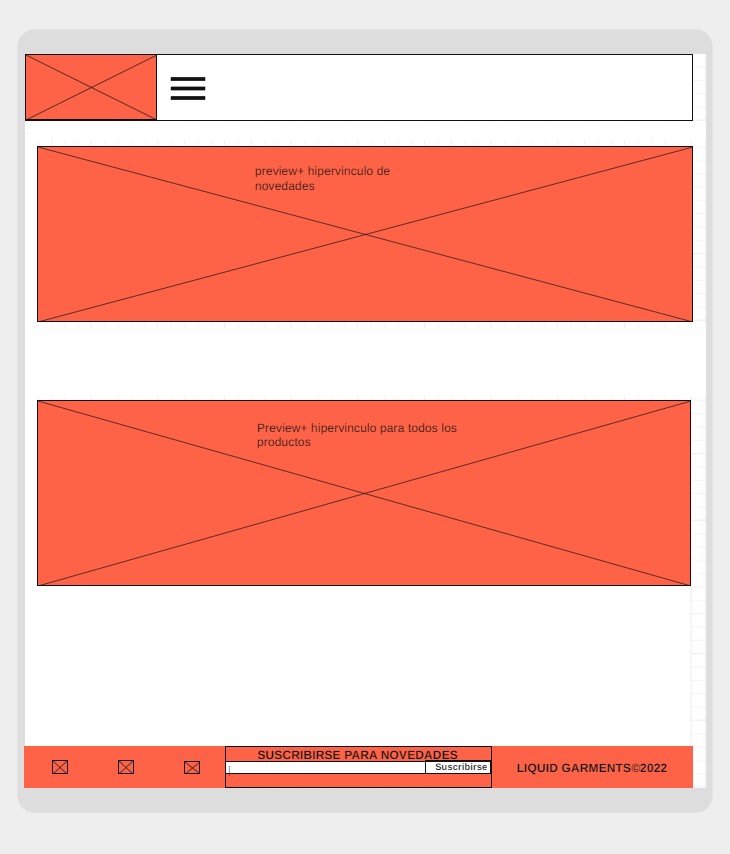 preview+ hipervinculo de
novedades
Preview+ hipervinculo para todos los
productos
SUSCRIBIRSE PARA NOVEDADES
Suscribirse
LIQUID GARMENTS©2022